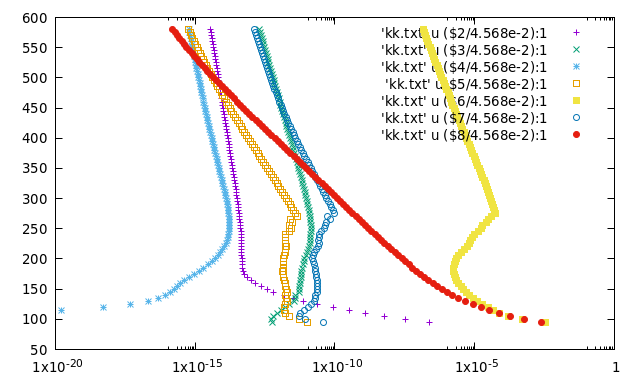 600
550
500
450
400
350
300
250
200
150
100
50
1x10-20
1x10-15
1x10-10
1x10-5
1
'kk.txt' u ($2/4.568e-2):1
'kk.txt' u ($3/4.568e-2):1
'kk.txt' u ($4/4.568e-2):1
'kk.txt' u ($5/4.568e-2):1
'kk.txt' u ($6/4.568e-2):1
'kk.txt' u ($7/4.568e-2):1
'kk.txt' u ($8/4.568e-2):1